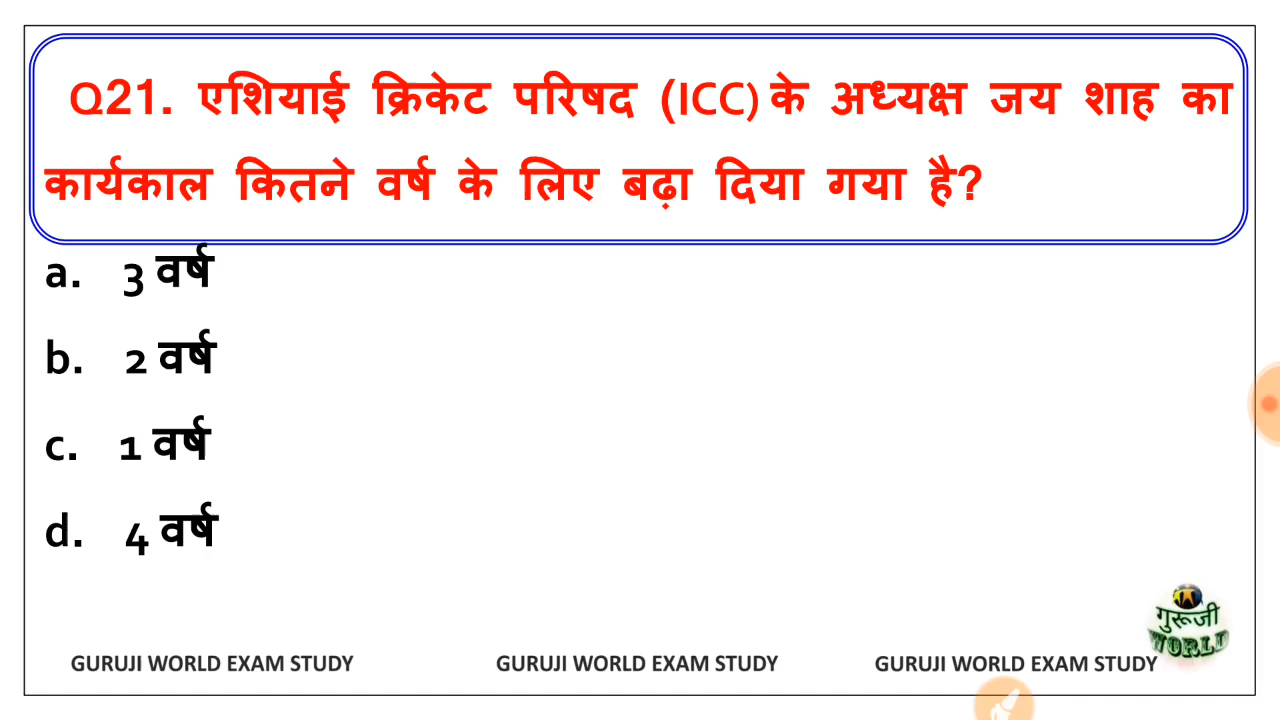 Q21. एशियाई क्रिकेट परिषद (ICC) के अध्यक्ष जय शाह का
कार्यकाल कितने वर्ष के लिए बढ़ा दिया गया है?
a. 3 वर्ष
b. 2 वर्ष
c. 1 वर्ष
d. 4 वर्ष
गुरूजी
WORLD
GURUJI WORLD EXAM STUDY GURUJI WORLD EXAM STUDY GURUJI WORLD EXAM STUDY